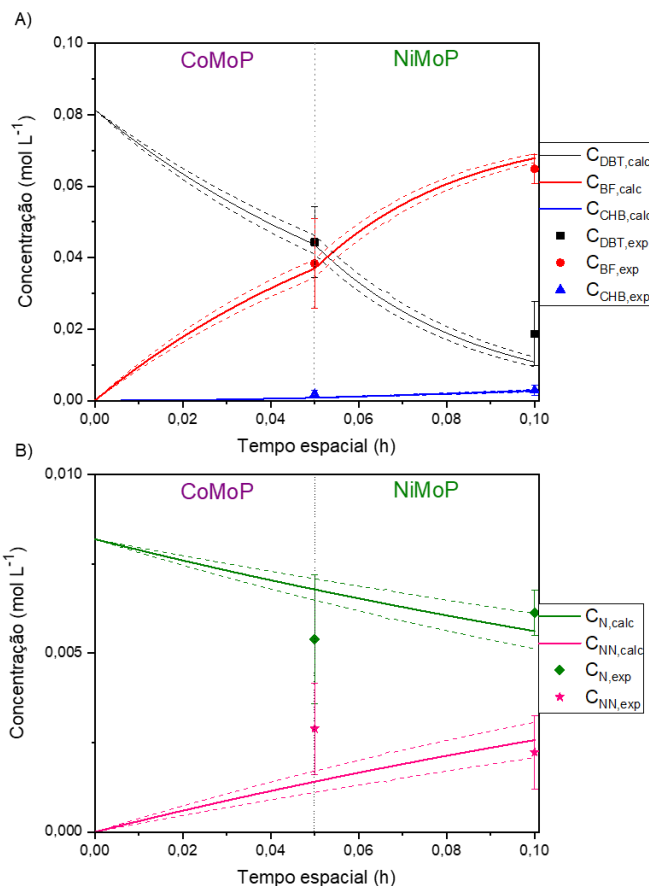 A)
CoMoP NiMoP
0,10
0,08
0,06
0,04
0,02
0,00
Concentração (mol L⁻¹)
0,00 0,02 0,04 0,06 0,08 0,10
Tempo espacial (h)
C_DBT,calc
C_BF,calc
C_CHB,calc
C_DBT,exp
C_BF,exp
C_CHB,exp
B)
CoMoP NiMoP
0,010
0,005
0,000
Concentração (mol L⁻¹)
0,00 0,02 0,04 0,06 0,08 0,10
Tempo espacial (h)
C_N,calc
C_NN,calc
C_N,exp
C_NN,exp